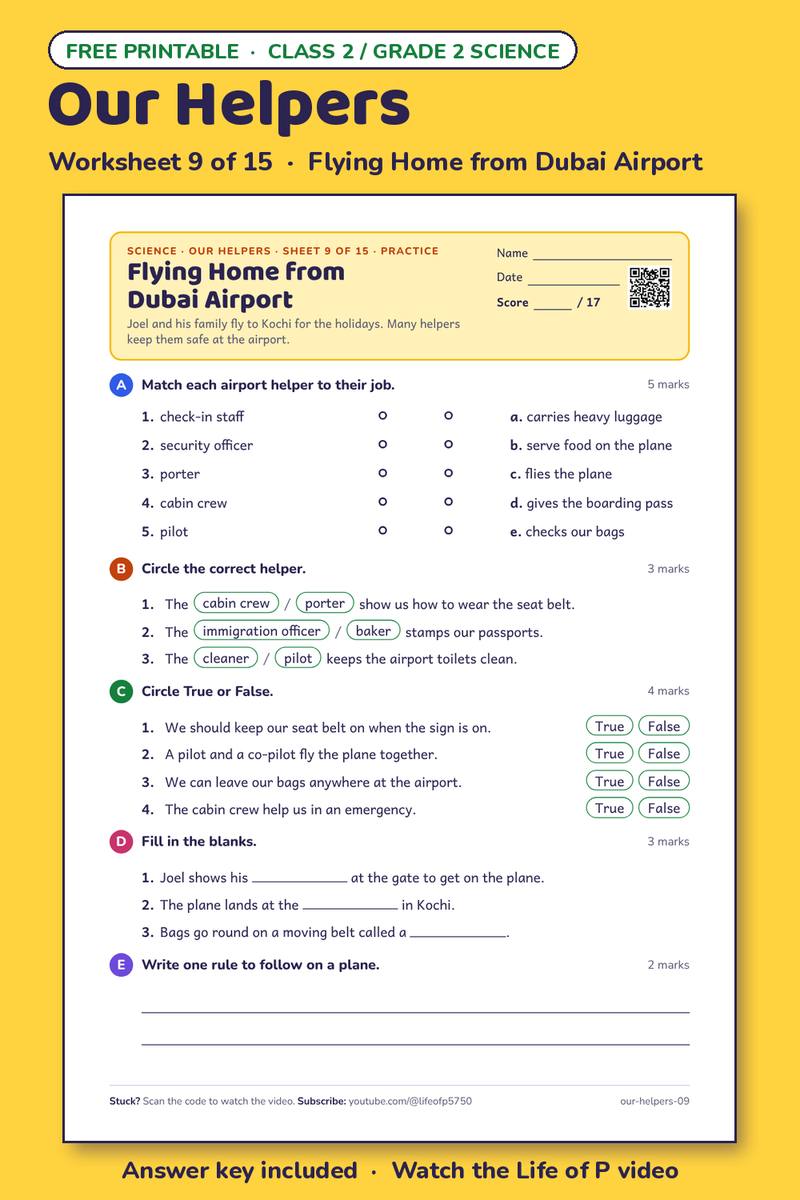 FREE PRINTABLE · CLASS 2 / GRADE 2 SCIENCE
Our Helpers
Worksheet 9 of 15 · Flying Home from Dubai Airport
SCIENCE · OUR HELPERS · SHEET 9 OF 15 · PRACTICE
Flying Home from
Dubai Airport
Joel and his family fly to Kochi for the holidays. Many helpers
keep them safe at the airport.
Name ____________________
Date ____________________
Score ______ / 17
A Match each airport helper to their job. 5 marks
1. check-in staff a. carries heavy luggage
2. security officer b. serve food on the plane
3. porter c. flies the plane
4. cabin crew d. gives the boarding pass
5. pilot e. checks our bags
B Circle the correct helper. 3 marks
1. The cabin crew / porter show us how to wear the seat belt.
2. The immigration officer / baker stamps our passports.
3. The cleaner / pilot keeps the airport toilets clean.
C Circle True or False. 4 marks
1. We should keep our seat belt on when the sign is on. True False
2. A pilot and a co-pilot fly the plane together. True False
3. We can leave our bags anywhere at the airport. True False
4. The cabin crew help us in an emergency. True False
D Fill in the blanks. 3 marks
1. Joel shows his ____________ at the gate to get on the plane.
2. The plane lands at the ____________ in Kochi.
3. Bags go round on a moving belt called a ____________.
E Write one rule to follow on a plane. 2 marks
Stuck? Scan the code to watch the video. Subscribe: youtube.com/@lifeofp5750 our-helpers-09
Answer key included · Watch the Life of P video